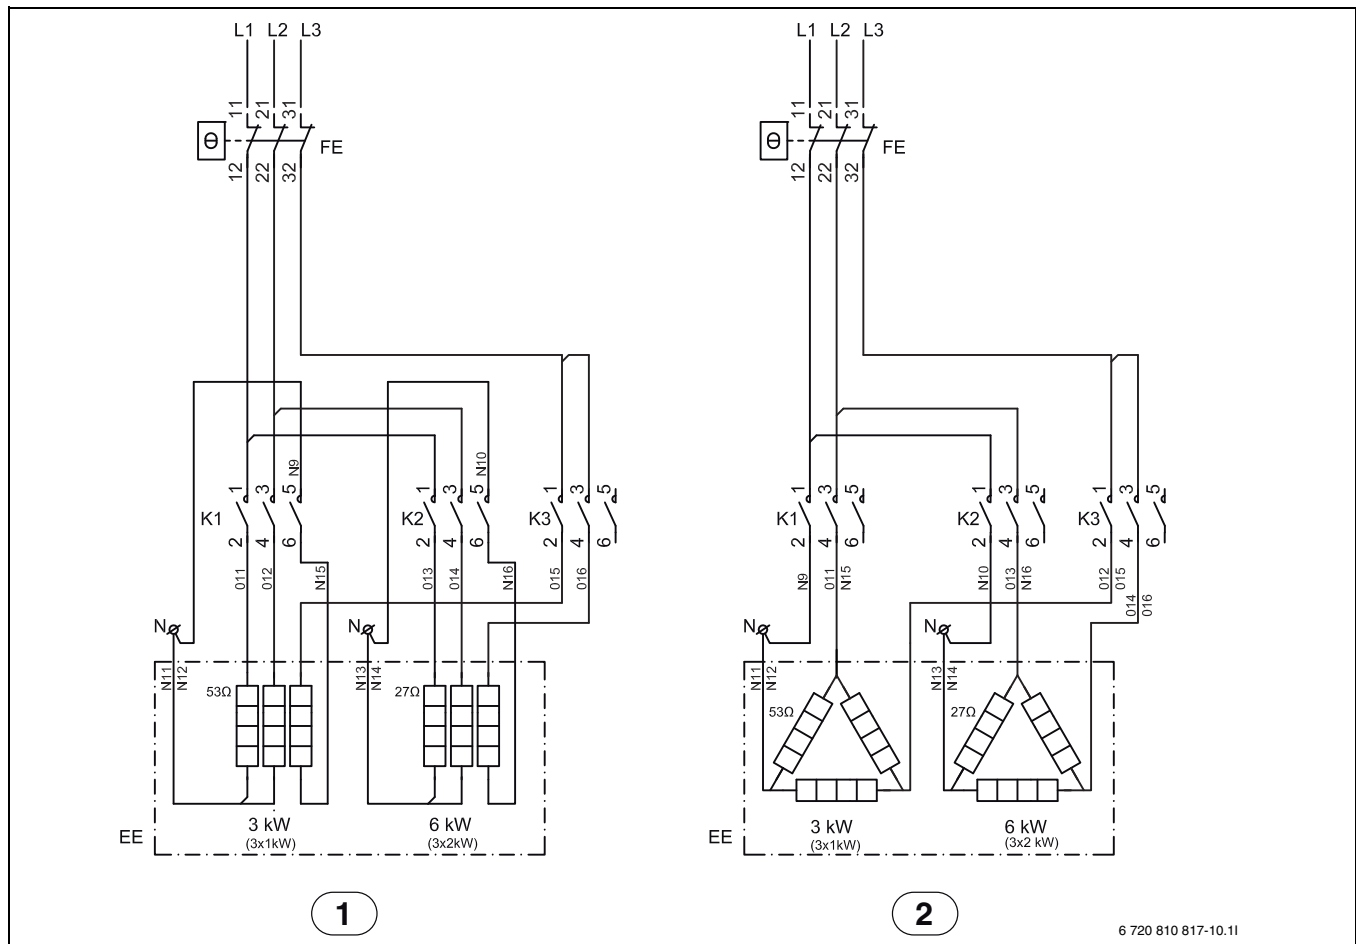 L1 L2 L3
11 21 31
θ
FE
12 22 32
N9
N10
1 3 5
K1
2 4 6
1 3 5
K2
2 4 6
1 3 5
K3
2 4 6
011 012 N15
013 014 N16
015 016
N
N11 N12
N
N13 N14
53Ω
27Ω
EE
3 kW
(3x1kW)
6 kW
(3x2kW)
1
L1 L2 L3
11 21 31
θ
FE
12 22 32
1 3 5
K1
2 4 6
1 3 5
K2
2 4 6
1 3 5
K3
2 4 6
N9 011 N15
N10 013 N16
012 015
014 016
N
N11 N12
N
N13 N14
53Ω
27Ω
EE
3 kW
(3x1kW)
6 kW
(3x2 kW)
2
6 720 810 817-10.1I